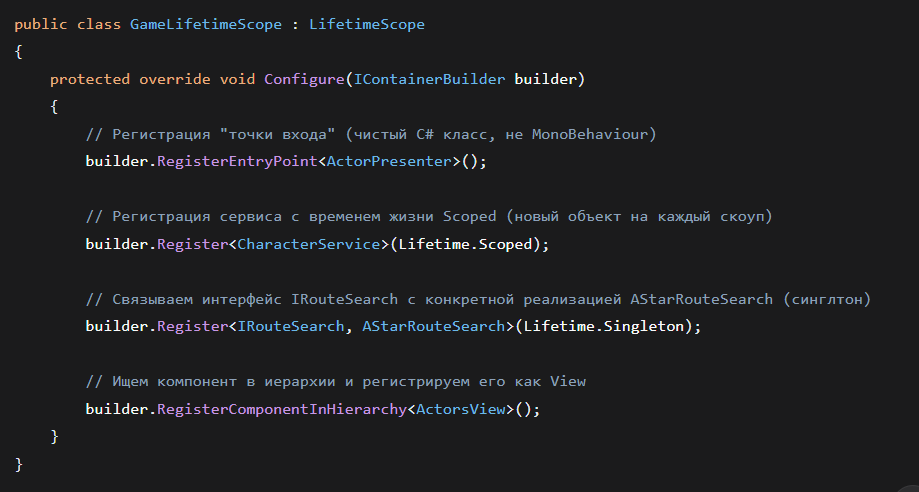 public class GameLifetimeScope : LifetimeScope
{
    protected override void Configure(IContainerBuilder builder)
    {
        // Регистрация "точки входа" (чистый C# класс, не MonoBehaviour)
        builder.RegisterEntryPoint<ActorPresenter>();

        // Регистрация сервиса с временем жизни Scoped (новый объект на каждый скоуп)
        builder.Register<CharacterService>(Lifetime.Scoped);

        // Связываем интерфейс IRouteSearch с конкретной реализацией AStarRouteSearch (синглтон)
        builder.Register<IRouteSearch, AStarRouteSearch>(Lifetime.Singleton);

        // Ищем компонент в иерархии и регистрируем его как View
        builder.RegisterComponentInHierarchy<ActorsView>();
    }
}